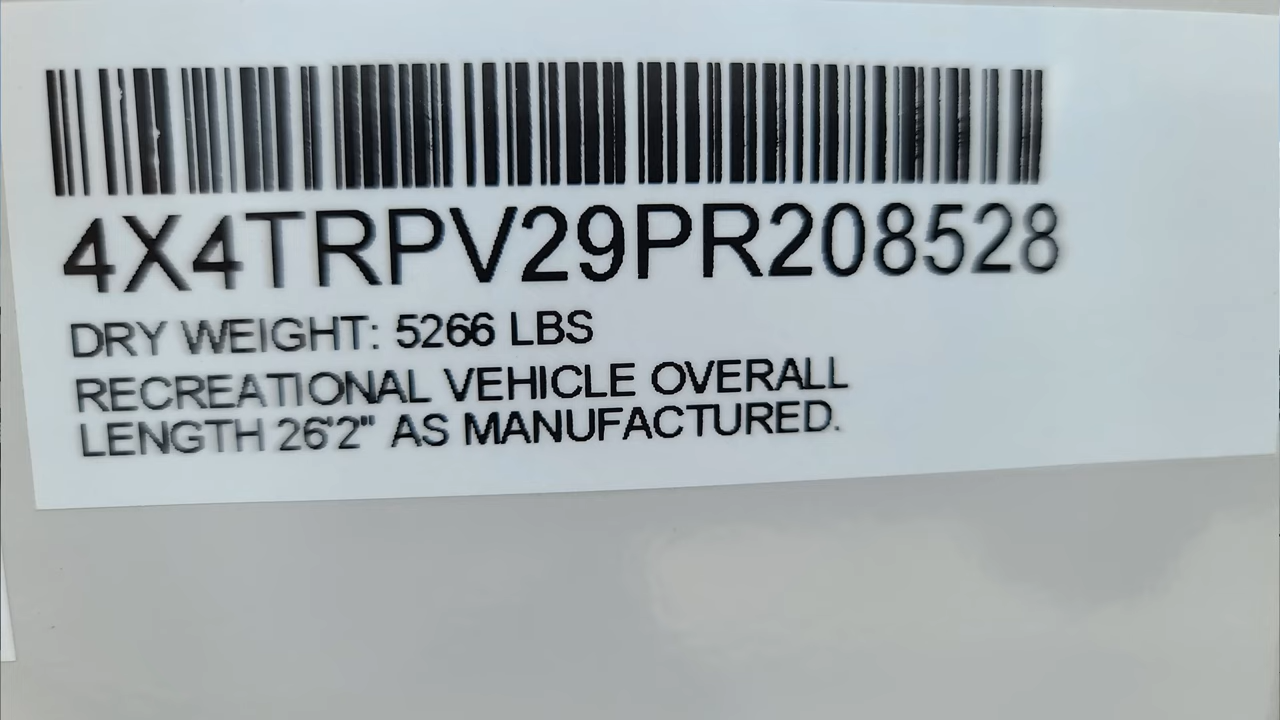 4X4TRPV29PR208528
DRY WEIGHT: 5266 LBS
RECREATIONAL VEHICLE OVERALL
LENGTH 26'2" AS MANUFACTURED.